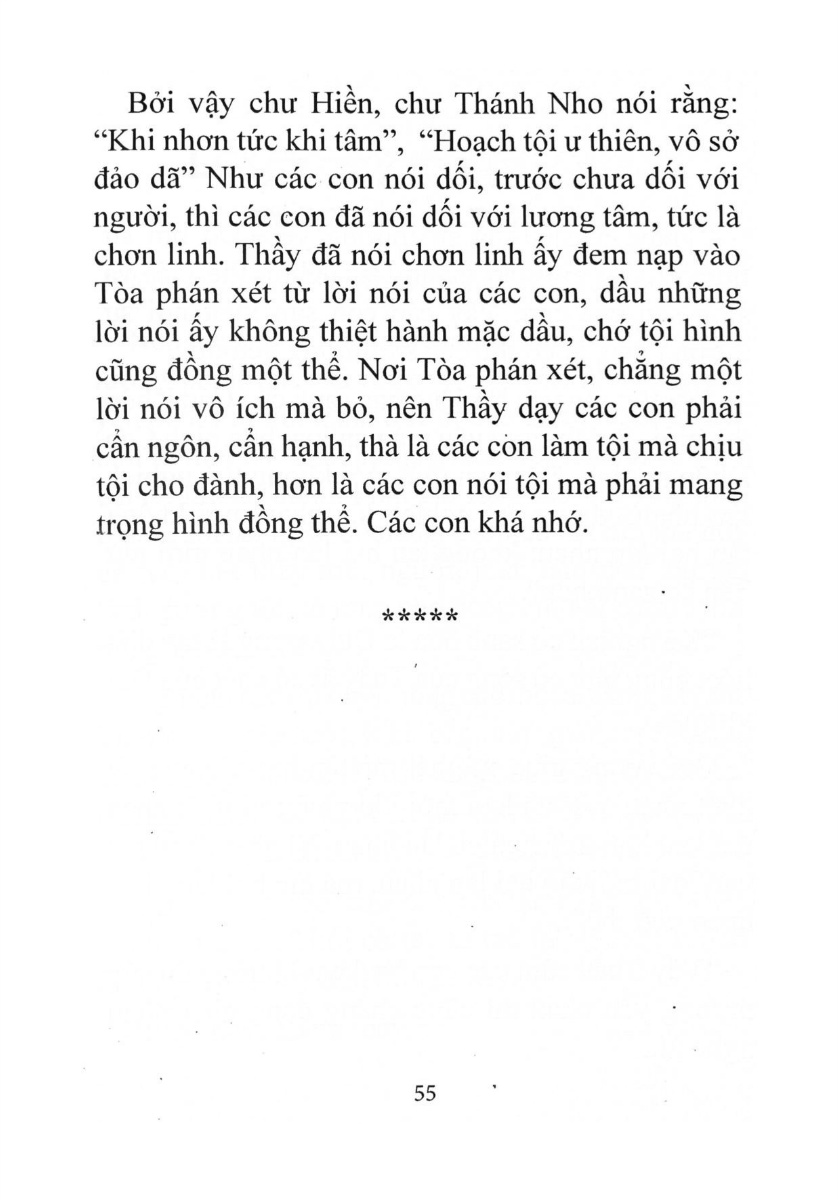 Bởi vậy chư Hiền, chư Thánh Nho nói rằng:
“Khi nhơn tức khi tâm”, “Hoạch tội ư thiên, vô sở
đảo dã” Như các con nói dối, trước chưa dối với
người, thì các con đã nói dối với lương tâm, tức là
chơn linh. Thầy đã nói chơn linh ấy đem nạp vào
Tòa phán xét từ lời nói của các con, dầu những
lời nói ấy không thiệt hành mặc dầu, chớ tội hình
cũng đồng một thể. Nơi Tòa phán xét, chẳng một
lời nói vô ích mà bỏ, nên Thầy dạy các con phải
cẩn ngôn, cẩn hạnh, thà là các con làm tội mà chịu
tội cho đành, hơn là các con nói tội mà phải mang
trọng hình đồng thể. Các con khá nhớ.
*****
55